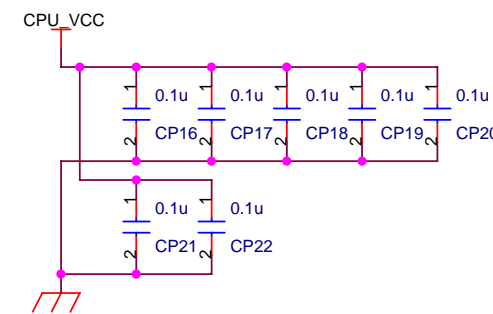 CPU_VCC
1 0.1u 1 0.1u 1 0.1u 1 0.1u 1 0.1u
2 CP16 2 CP17 2 CP18 2 CP19 2 CP20
1 0.1u 1 0.1u
2 CP21 2 CP22